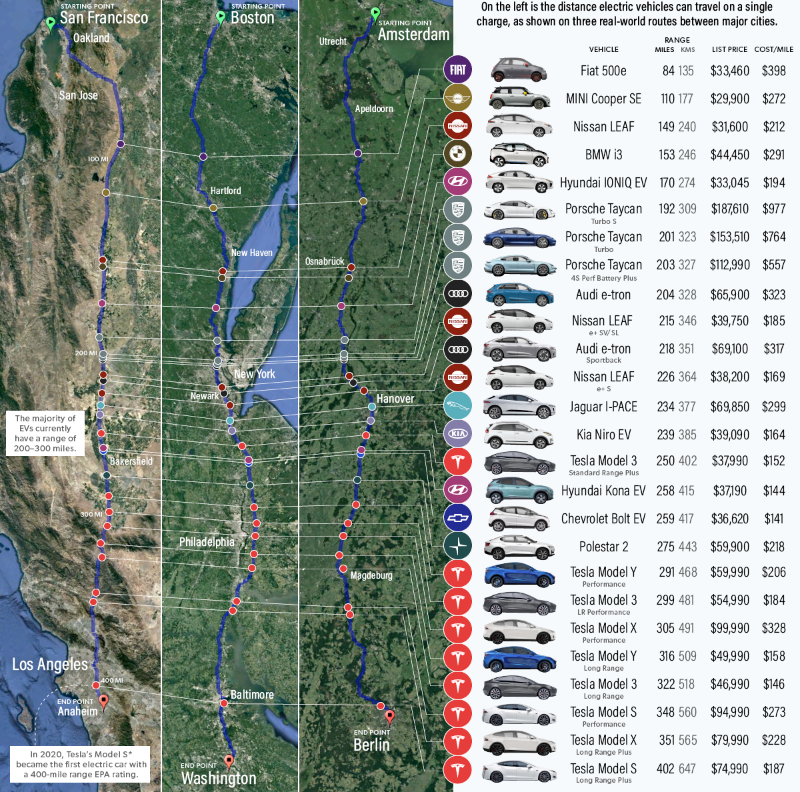 On the left is the distance electric vehicles can travel on a single
charge, as shown on three real-world routes between major cities.
STARTING POINT
San Francisco
Oakland
San Jose
100 MI
200 MI
The majority of
EVs currently
have a range of
200–300 miles.
Bakersfield
300 MI
Los Angeles
400 MI
END POINT
Anaheim
In 2020, Tesla's Model S*
became the first electric car with
a 400-mile range EPA rating.
STARTING POINT
Boston
Hartford
New Haven
New York
Newark
Philadelphia
Baltimore
END POINT
Washington
STARTING POINT
Amsterdam
Utrecht
Apeldoorn
Osnabrück
Hanover
Magdeburg
END POINT
Berlin
RANGE
VEHICLE MILES KMS LIST PRICE COST/MILE
FIAT Fiat 500e 84 135 $33,460 $398
MINI Cooper SE 110 177 $29,900 $272
NISSAN Nissan LEAF 149 240 $31,600 $212
BMW i3 153 246 $44,450 $291
Hyundai IONIQ EV 170 274 $33,045 $194
Porsche Taycan 192 309 $187,610 $977
Turbo S
Porsche Taycan 201 323 $153,510 $764
Turbo
Porsche Taycan 203 327 $112,990 $557
4S Perf Battery Plus
Audi e-tron 204 328 $65,900 $323
NISSAN Nissan LEAF 215 346 $39,750 $185
e+ SV/SL
Audi e-tron 218 351 $69,100 $317
Sportback
NISSAN Nissan LEAF 226 364 $38,200 $169
e+ S
Jaguar I-PACE 234 377 $69,850 $299
KIA Kia Niro EV 239 385 $39,090 $164
Tesla Model 3 250 402 $37,990 $152
Standard Range Plus
Hyundai Kona EV 258 415 $37,190 $144
Chevrolet Bolt EV 259 417 $36,620 $141
Polestar 2 275 443 $59,900 $218
Tesla Model Y 291 468 $59,990 $206
Performance
Tesla Model 3 299 481 $54,990 $184
LR Performance
Tesla Model X 305 491 $99,990 $328
Performance
Tesla Model Y 316 509 $49,990 $158
Long Range
Tesla Model 3 322 518 $46,990 $146
Long Range
Tesla Model S 348 560 $94,990 $273
Performance
Tesla Model X 351 565 $79,990 $228
Long Range Plus
Tesla Model S 402 647 $74,990 $187
Long Range Plus